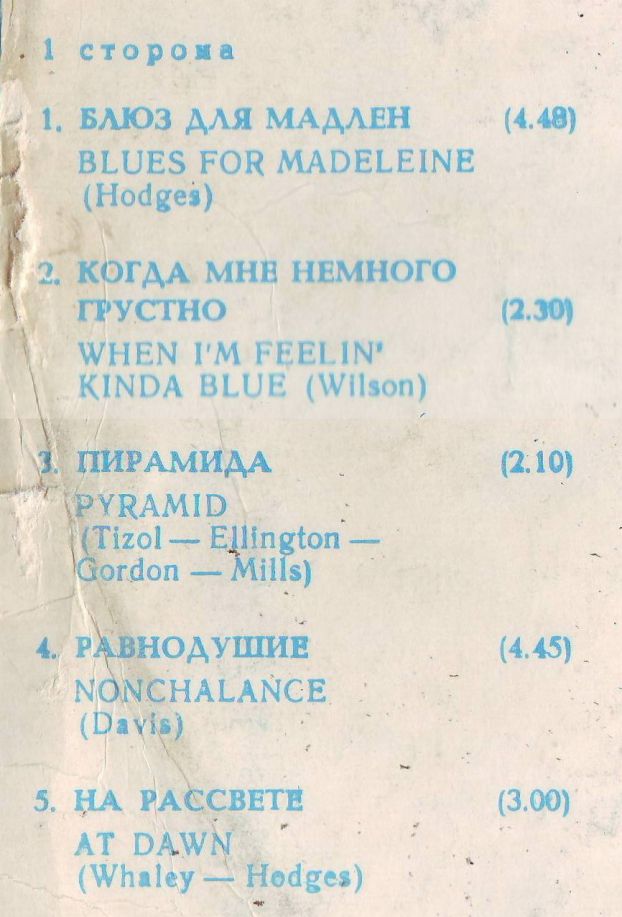 1 сторона
1. БЛЮЗ ДЛЯ МАДЛЕН (4.48)
BLUES FOR MADELEINE
(Hodges)
2. КОГДА МНЕ НЕМНОГО
ГРУСТНО (2.30)
WHEN I'M FEELIN'
KINDA BLUE (Wilson)
3. ПИРАМИДА (2.10)
PYRAMID
(Tizol — Ellington —
Gordon — Mills)
4. РАВНОДУШИЕ (4.45)
NONCHALANCE
(Davis)
5. НА РАССВЕТЕ (3.00)
AT DAWN
(Whaley — Hodges)